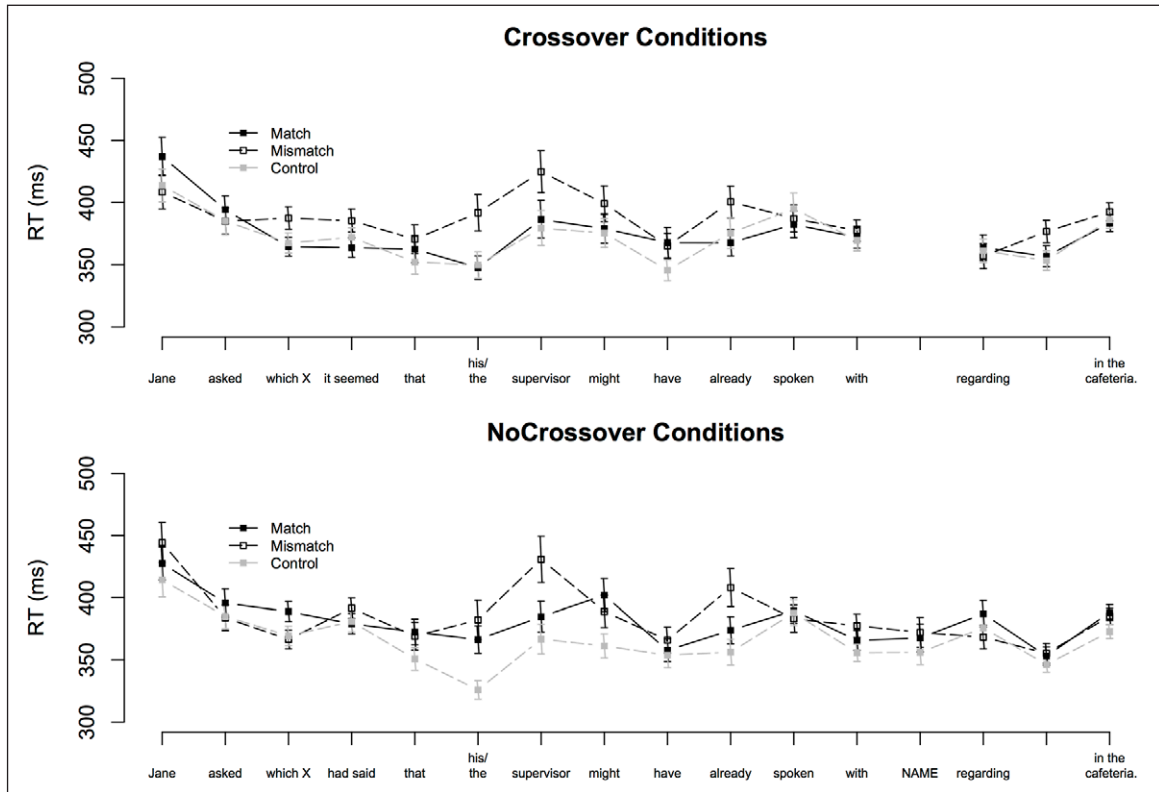 Crossover Conditions
RT (ms)
500
450
400
350
300
Match
Mismatch
Control
Jane asked which X it seemed that his/ the supervisor might have already spoken with regarding in the cafeteria.
NoCrossover Conditions
RT (ms)
500
450
400
350
300
Match
Mismatch
Control
Jane asked which X had said that his/ the supervisor might have already spoken with NAME regarding in the cafeteria.